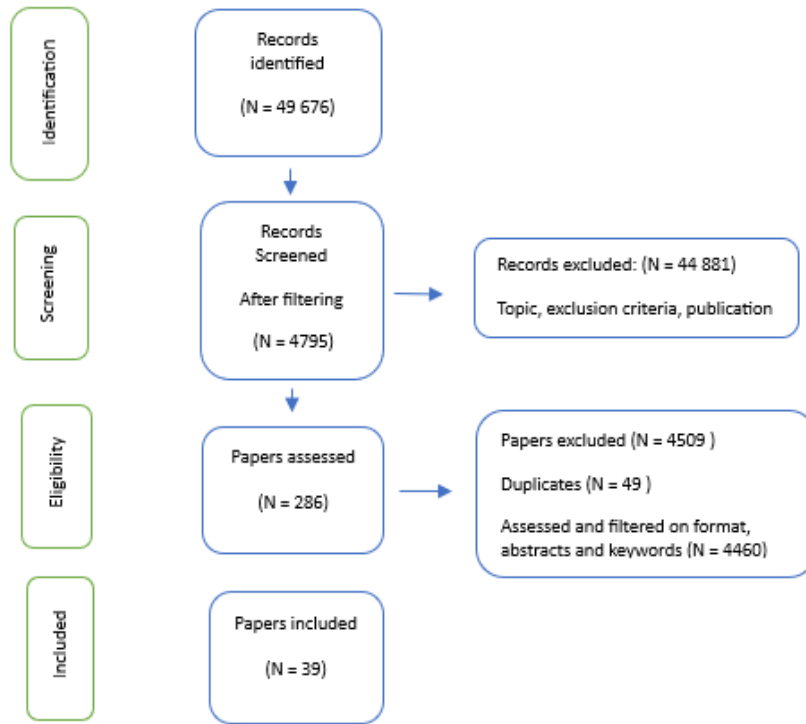 Identification
Records
identified
(N = 49 676)
Screening
Records
Screened
After filtering
(N = 4795)
Records excluded: (N = 44 881)
Topic, exclusion criteria, publication
Eligibility
Papers assessed
(N = 286)
Papers excluded (N = 4509 )
Duplicates (N = 49 )
Assessed and filtered on format,
abstracts and keywords (N = 4460)
Included
Papers included
(N = 39)